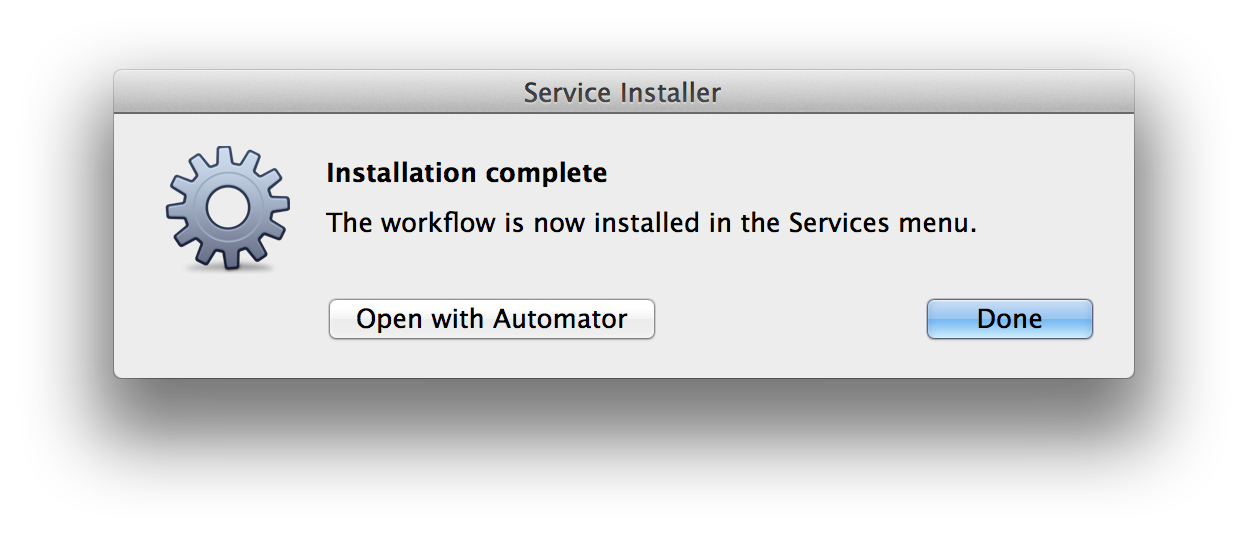 Service Installer
Installation complete
The workflow is now installed in the Services menu.
Open with Automator
Done